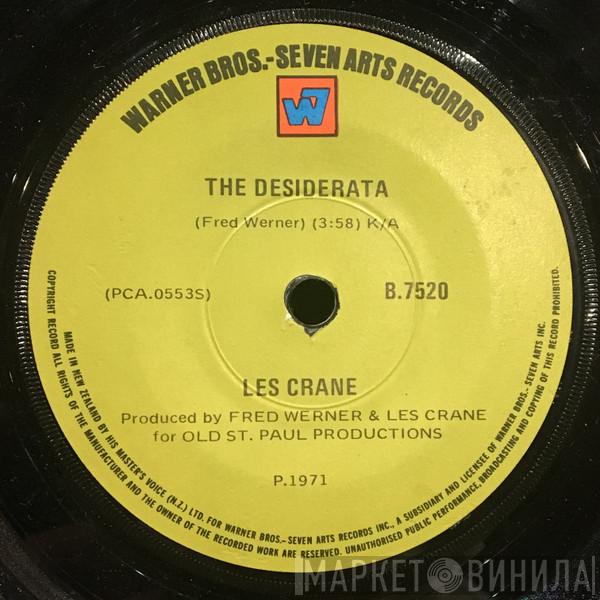 WARNER BROS.-SEVEN ARTS RECORDS
W7
THE DESIDERATA
(Fred Werner) (3:58) K/A
(PCA.0553S)
B.7520
LES CRANE
Produced by FRED WERNER & LES CRANE
for OLD ST. PAUL PRODUCTIONS
P.1971
MADE IN NEW ZEALAND BY HIS MASTER'S VOICE (N.Z.) LTD. FOR WARNER BROS.-SEVEN ARTS RECORDS INC., A SUBSIDIARY AND LICENSEE OF WARNER BROS.-SEVEN ARTS INC.
COPYRIGHT RECORD ALL RIGHTS OF THE MANUFACTURER AND THE OWNER OF THE RECORDED WORK ARE RESERVED. UNAUTHORISED PUBLIC PERFORMANCE, BROADCASTING AND COPYING OF THIS RECORD PROHIBITED.
МАРКЕТ ВИНИЛА